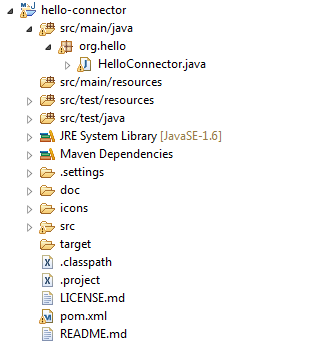 hello-connector
src/main/java
org.hello
HelloConnector.java
src/main/resources
src/test/resources
src/test/java
JRE System Library [JavaSE-1.6]
Maven Dependencies
.settings
doc
icons
src
target
.classpath
.project
LICENSE.md
pom.xml
README.md